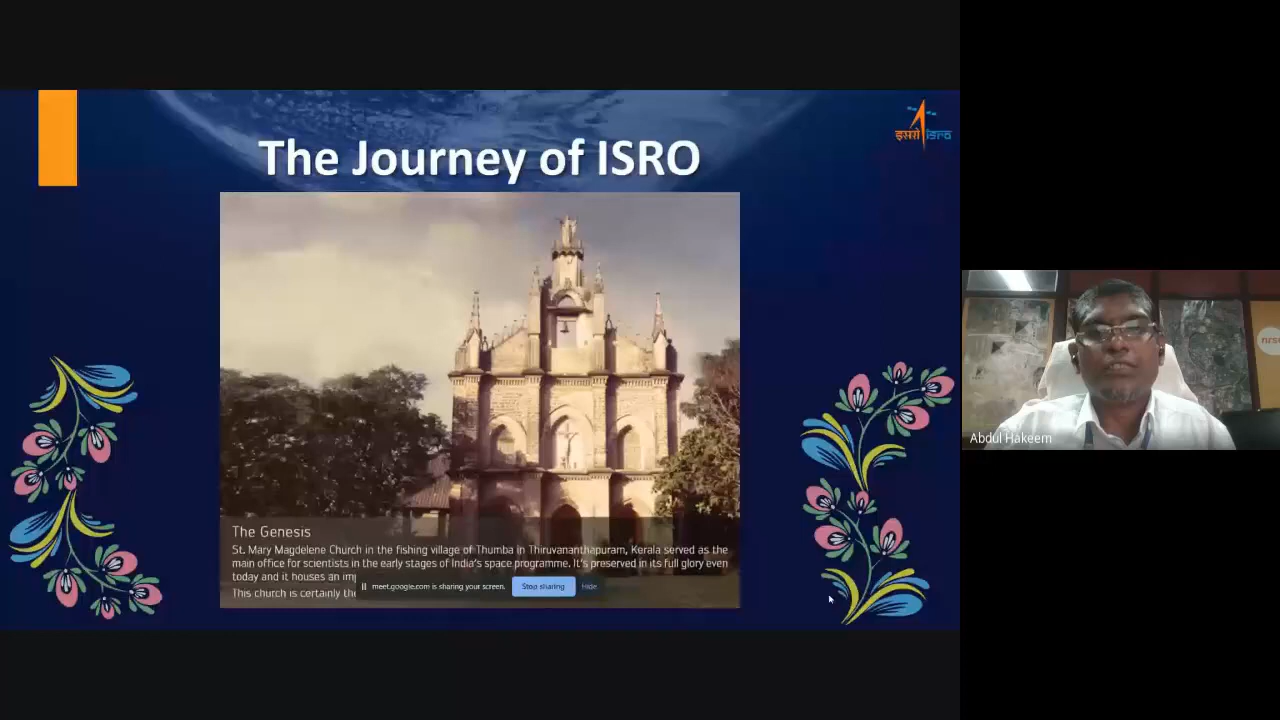 The Journey of ISRO
इसरो isro
The Genesis
St. Mary Magdelene Church in the fishing village of Thumba in Thiruvananthapuram, Kerala served as the
main office for scientists in the early stages of India's space programme. It's preserved in its full glory even
today and it houses an
This church is certainly
meet.google.com is sharing your screen. Stop sharing Hide
Abdul Hakeem